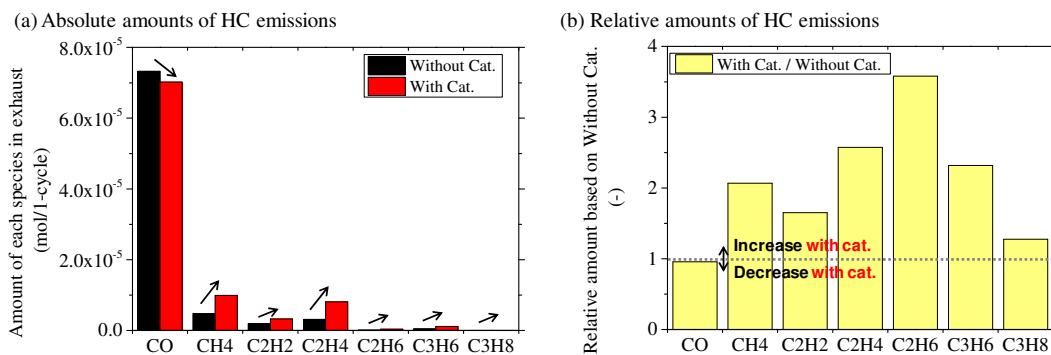 (a) Absolute amounts of HC emissions
Amount of each species in exhaust
(mol/1-cycle)
8.0x10-5
6.0x10-5
4.0x10-5
2.0x10-5
0.0
Without Cat.
With Cat.
CO CH4 C2H2 C2H4 C2H6 C3H6 C3H8
(b) Relative amounts of HC emissions
Relative amount based on Without Cat.
(-)
4
3
2
1
0
With Cat. / Without Cat.
Increase with cat.
Decrease with cat.
CO CH4 C2H2 C2H4 C2H6 C3H6 C3H8